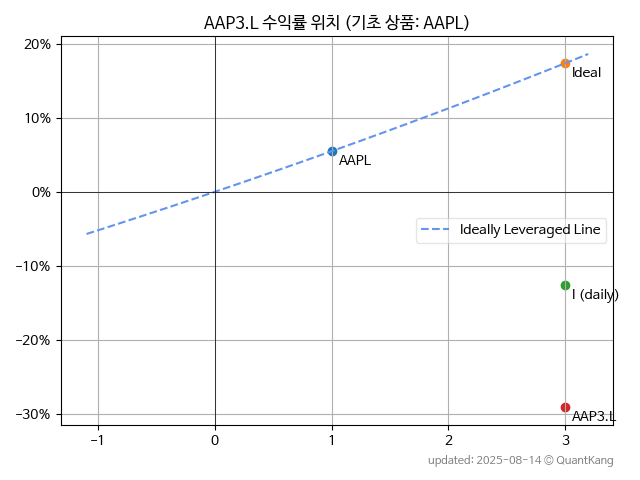 AAP3.L 수익률 위치 (기초 상품: AAPL)
20%
Ideal
10%
AAPL
0%
Ideally Leveraged Line
−10%
I (daily)
−20%
−30%
AAP3.L
−1
0
1
2
3
updated: 2025-08-14 © QuantKang